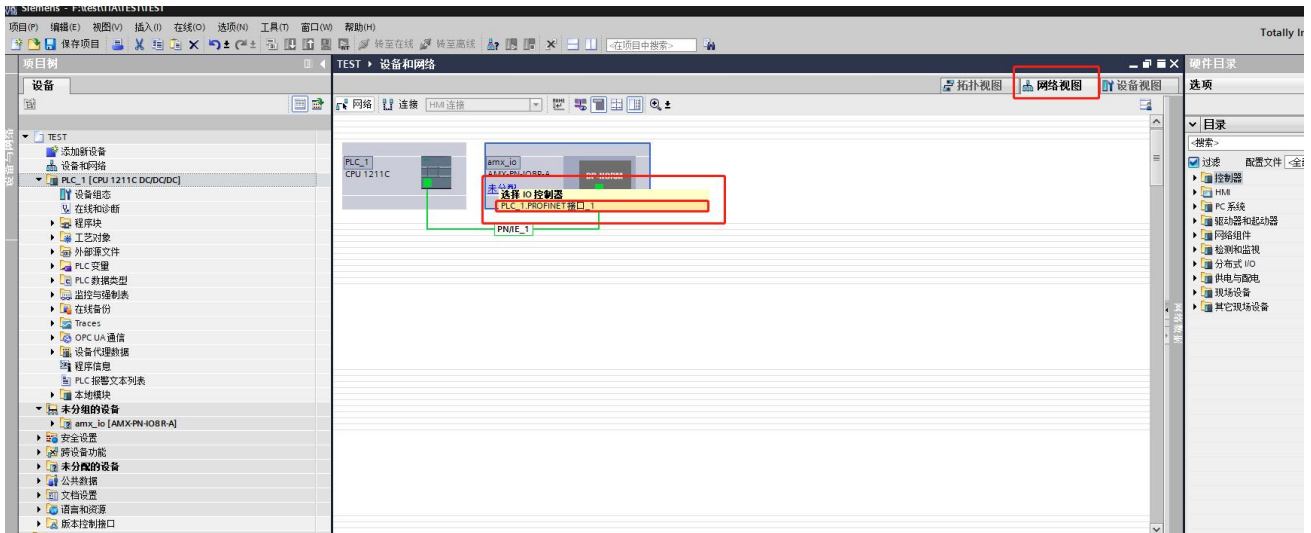 Siemens - F:\test\TIA\TEST\TEST
项目(P) 编辑(E) 视图(V) 插入(I) 在线(O) 选项(N) 工具(T) 窗口(W) 帮助(H)
保存项目 转至在线 转至离线 <在项目中搜索>
Totally In
项目树
TEST ▸ 设备和网络
硬件目录
设备
拓扑视图 网络视图 设备视图
选项
网络 连接 HMI 连接
目录
<搜索>
过滤 配置文件 <全
TEST
添加新设备
设备和网络
PLC_1 [CPU 1211C DC/DC/DC]
设备组态
在线和诊断
程序块
工艺对象
外部源文件
PLC 变量
PLC 数据类型
监控与强制表
在线备份
Traces
OPC UA 通信
设备代理数据
程序信息
PLC 报警文本列表
本地模块
未分组的设备
amx_io [AMX-PN-IO8R-A]
安全设置
跨设备功能
未分配的设备
公共数据
文档设置
语言和资源
版本控制接口
PLC_1
CPU 1211C
amx_io
AMX-PN-IO8R-A
DP-NORM
未分配
选择 IO 控制器
PLC_1.PROFINET接口_1
PN/IE_1
控制器
HMI
PC 系统
驱动器和起动器
网络组件
检测和监视
分布式 I/O
供电与配电
现场设备
其它现场设备